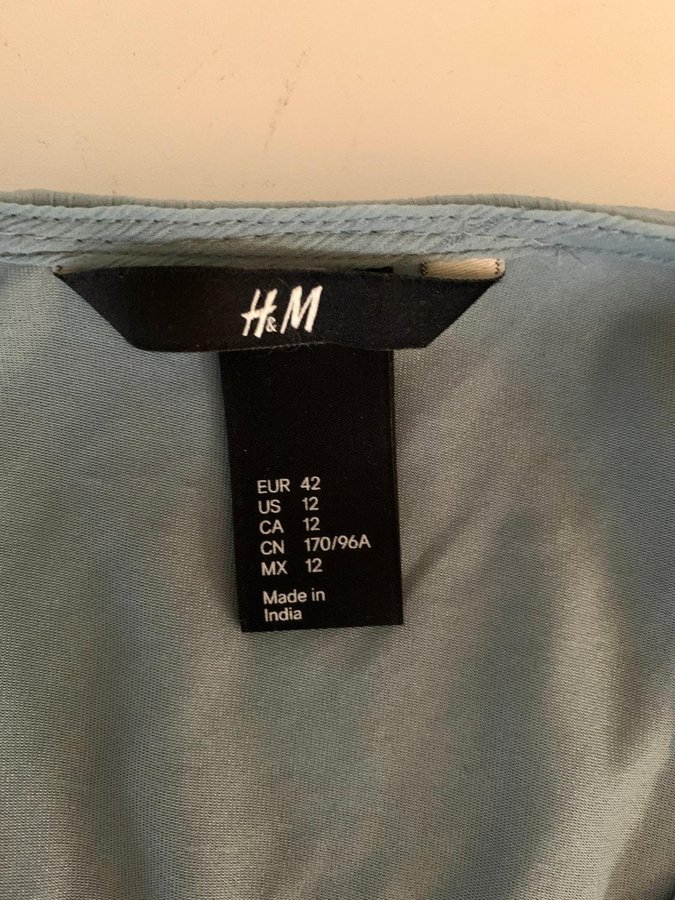 H&M
EUR 42
US 12
CA 12
CN 170/96A
MX 12
Made in
India